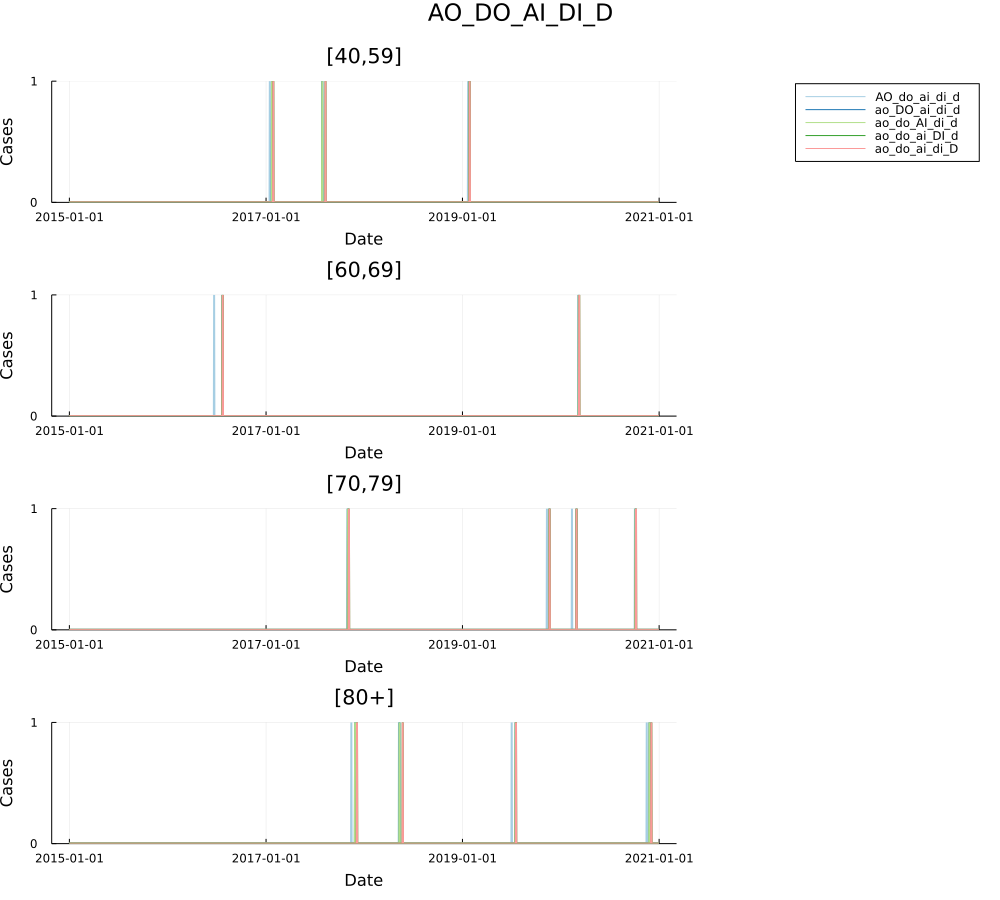 AO_DO_AI_DI_D
[40,59]
1
Cases
0
2015-01-01 2017-01-01 2019-01-01 2021-01-01
Date
AO_do_ai_di_d
ao_DO_ai_di_d
ao_do_AI_di_d
ao_do_ai_DI_d
ao_do_ai_di_D
[60,69]
1
Cases
0
2015-01-01 2017-01-01 2019-01-01 2021-01-01
Date
[70,79]
1
Cases
0
2015-01-01 2017-01-01 2019-01-01 2021-01-01
Date
[80+]
1
Cases
0
2015-01-01 2017-01-01 2019-01-01 2021-01-01
Date